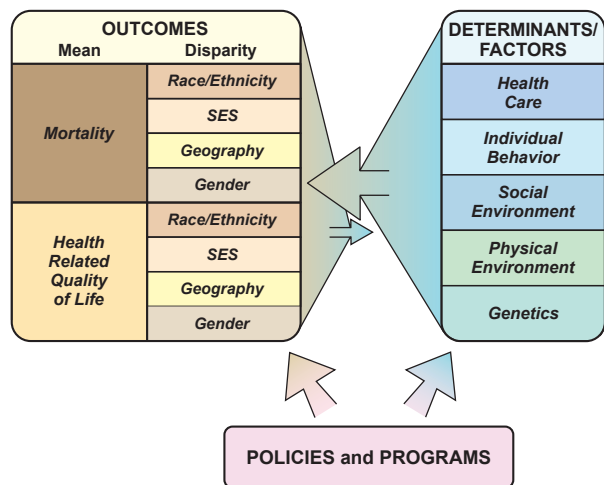 OUTCOMES
Mean Disparity
Mortality
Race/Ethnicity
SES
Geography
Gender
Health
Related
Quality
of Life
Race/Ethnicity
SES
Geography
Gender
DETERMINANTS/
FACTORS
Health
Care
Individual
Behavior
Social
Environment
Physical
Environment
Genetics
POLICIES and PROGRAMS